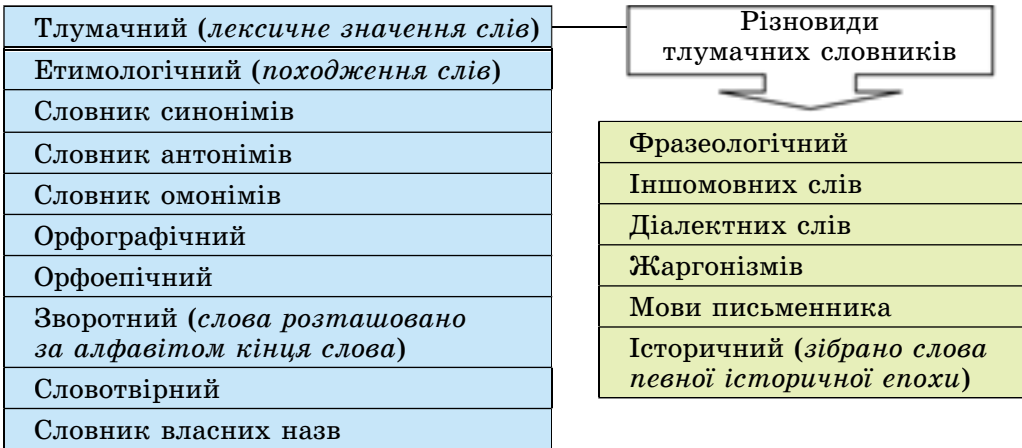 Тлумачний (лексичне значення слів)
Етимологічний (походження слів)
Словник синонімів
Словник антонімів
Словник омонімів
Орфографічний
Орфоепічний
Зворотний (слова розташовано
за алфавітом кінця слова)
Словотвірний
Словник власних назв
Різновиди
тлумачних словників
Фразеологічний
Іншомовних слів
Діалектних слів
Жаргонізмів
Мови письменника
Історичний (зібрано слова
певної історичної епохи)